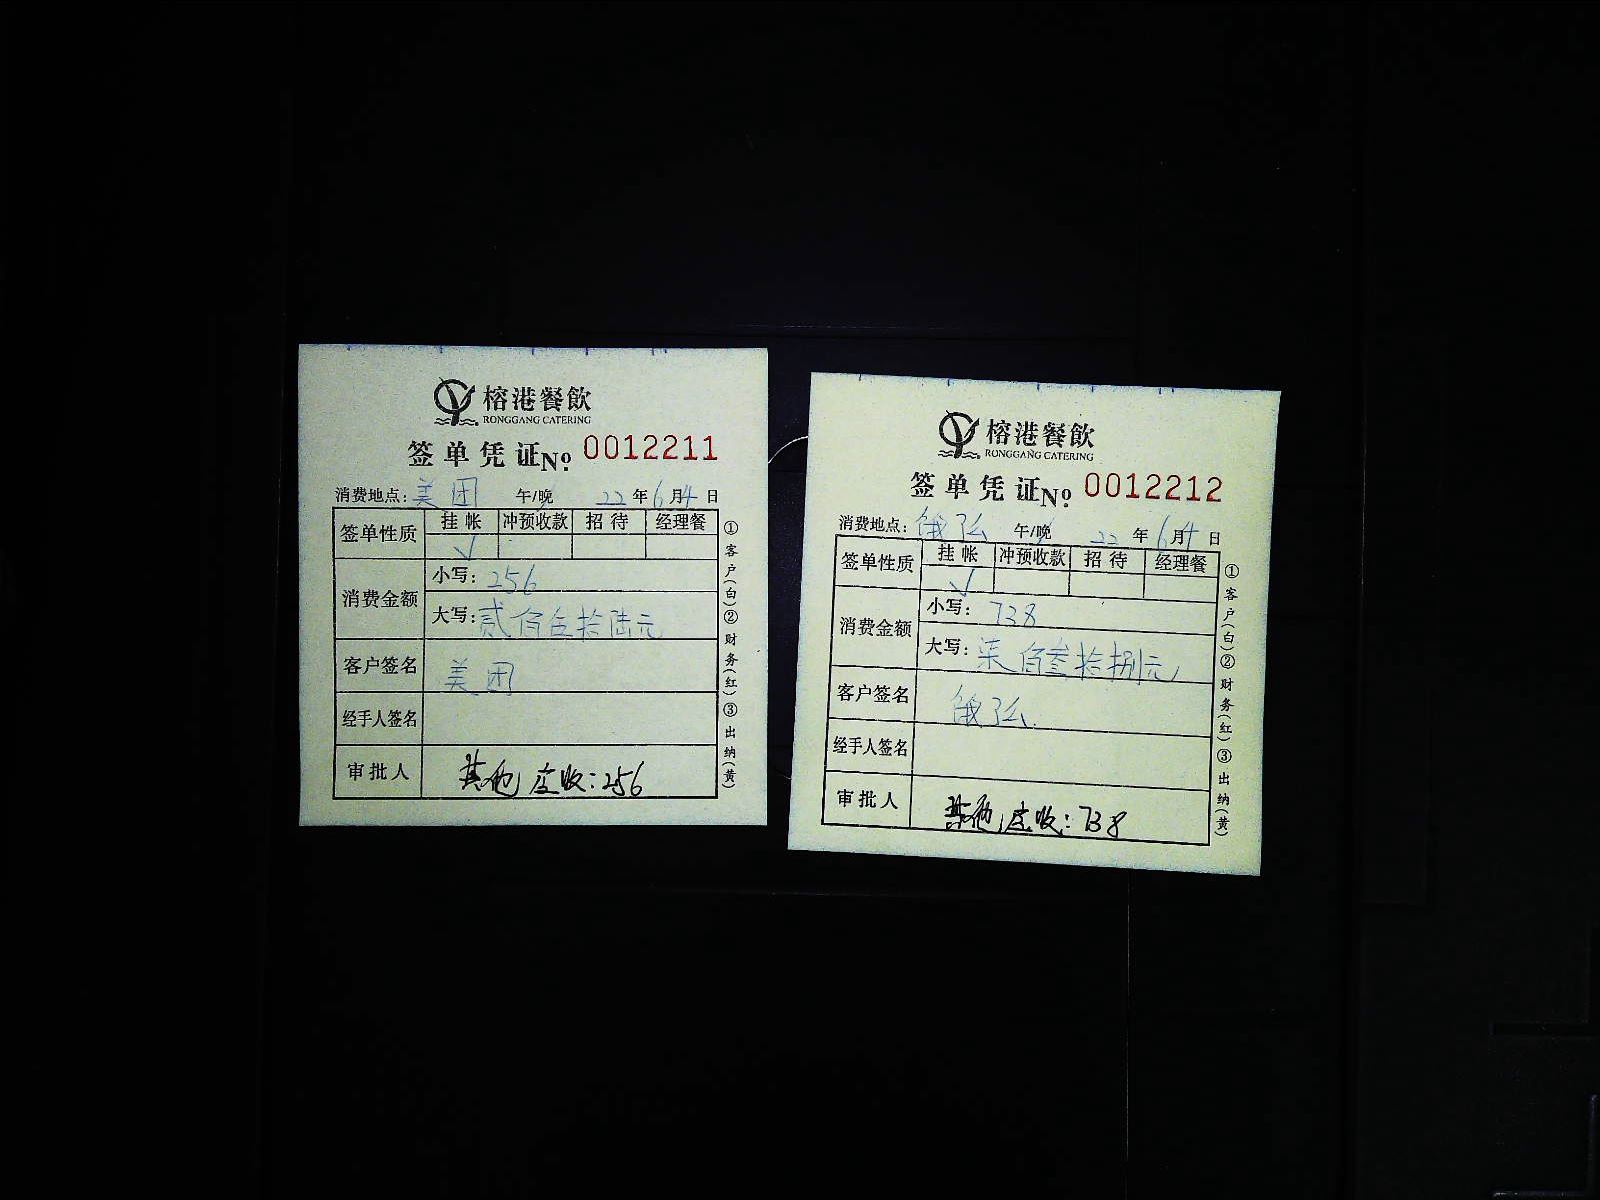 榕港餐飲
RONGGANG CATERING
签单凭证№ 0012211
消费地点: 美团 午/晚 22年6月4日
签单性质 挂帐 冲预收款 招待 经理餐
√
消费金额 小写: 256
大写: 贰佰伍拾陆元
客户签名 美团
经手人签名
审批人 其他应收: 256
①客户(白)②财务(红)③出纳(黄)
榕港餐飲
RONGGANG CATERING
签单凭证№ 0012212
消费地点: 饿了么 午/晚 22年6月4日
签单性质 挂帐 冲预收款 招待 经理餐
√
消费金额 小写: 738
大写: 柒佰叁拾捌元
客户签名 饿了么
经手人签名
审批人 其他应收: 738
①客户(白)②财务(红)③出纳(黄)